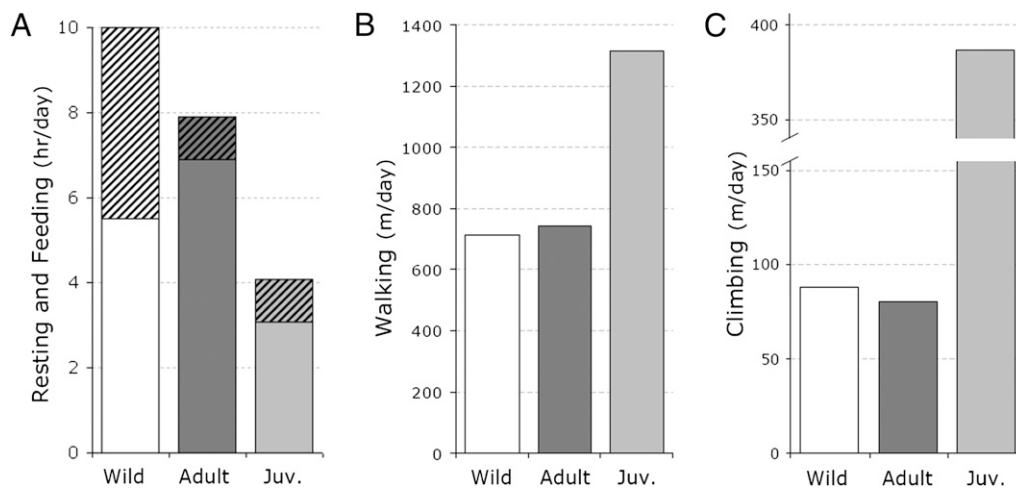 A
Resting and Feeding (hr/day)
10
8
6
4
2
0
Wild Adult Juv.
B
Walking (m/day)
1400
1200
1000
800
600
400
200
0
Wild Adult Juv.
C
Climbing (m/day)
400
350
150
100
50
0
Wild Adult Juv.